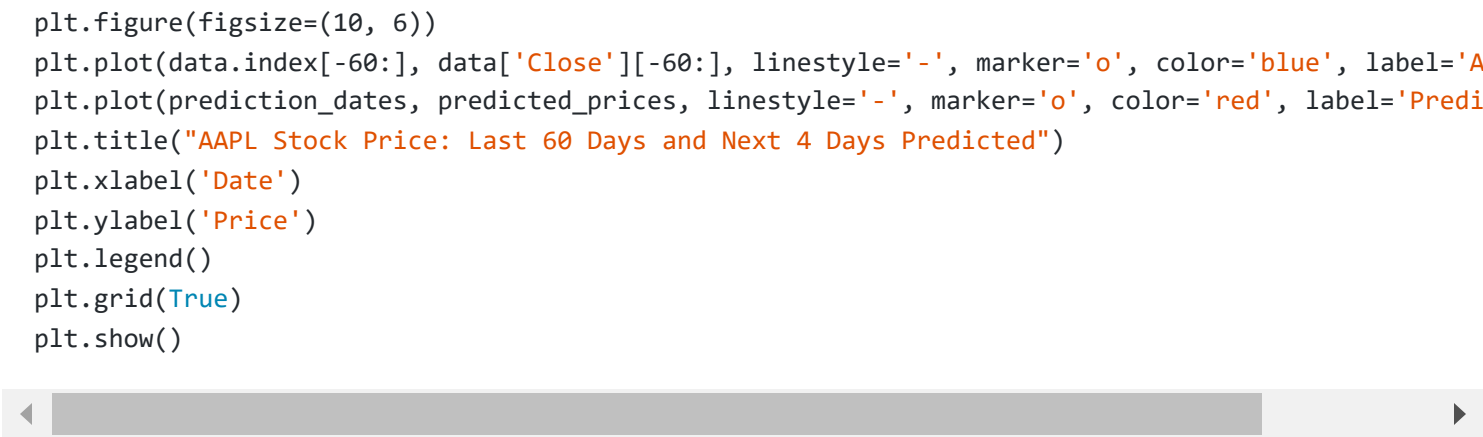 plt.figure(figsize=(10, 6))
plt.plot(data.index[-60:], data['Close'][-60:], linestyle='-', marker='o', color='blue', label='A
plt.plot(prediction_dates, predicted_prices, linestyle='-', marker='o', color='red', label='Predi
plt.title("AAPL Stock Price: Last 60 Days and Next 4 Days Predicted")
plt.xlabel('Date')
plt.ylabel('Price')
plt.legend()
plt.grid(True)
plt.show()